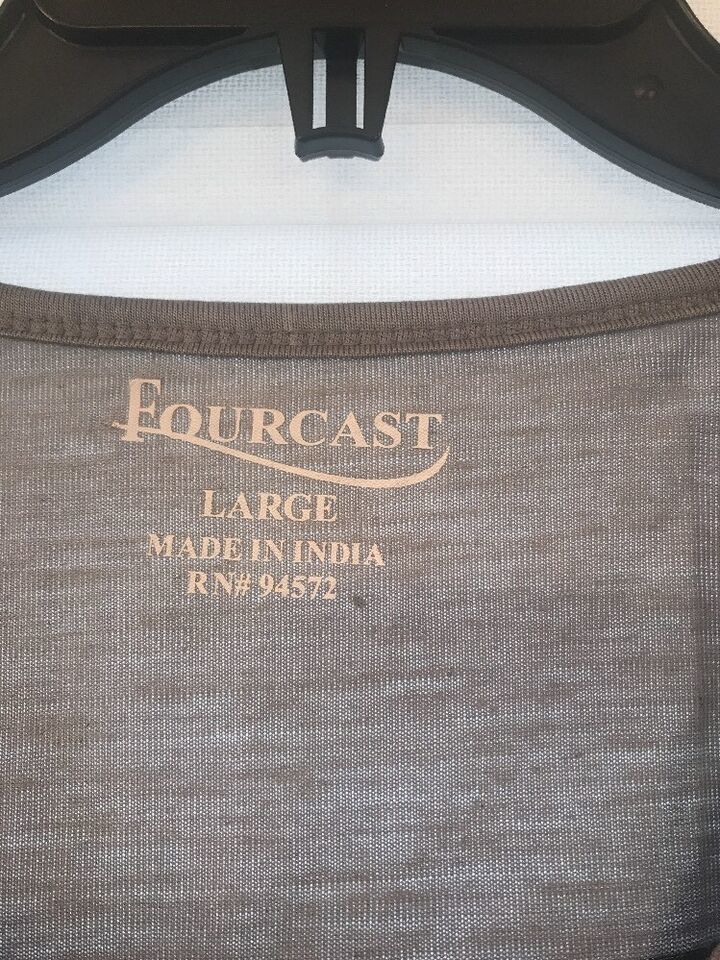 FOURCAST
LARGE
MADE IN INDIA
RN# 94572